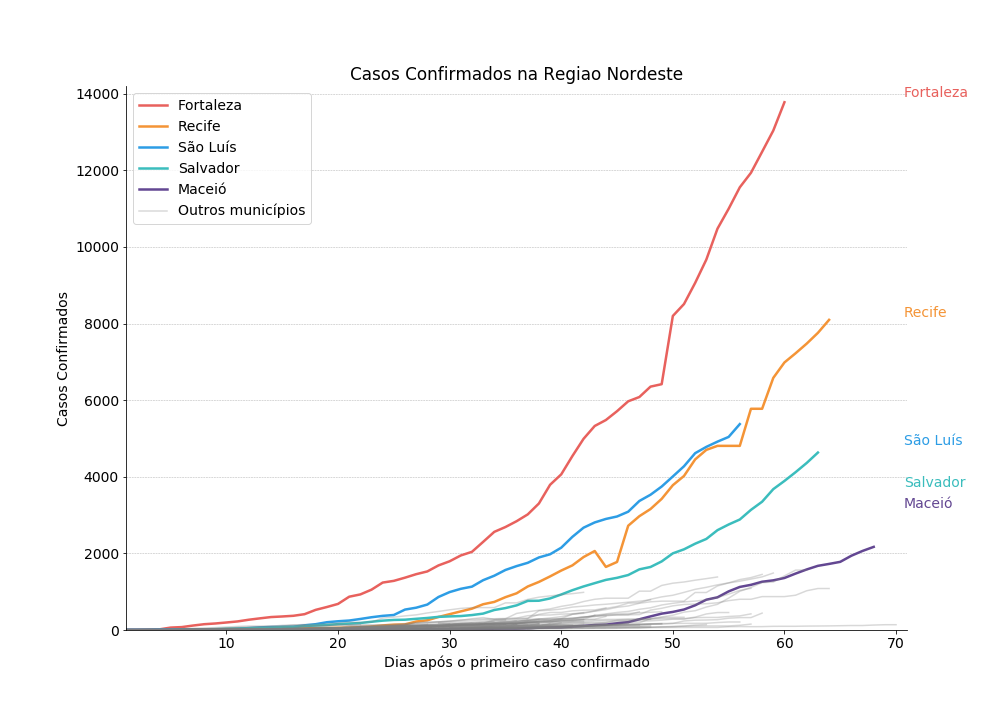 Casos Confirmados na Regiao Nordeste
14000
12000
10000
8000
6000
4000
2000
0
Casos Confirmados
Fortaleza
Recife
São Luís
Salvador
Maceió
Outros municípios
Fortaleza
Recife
São Luís
Salvador
Maceió
10
20
30
40
50
60
70
Dias após o primeiro caso confirmado